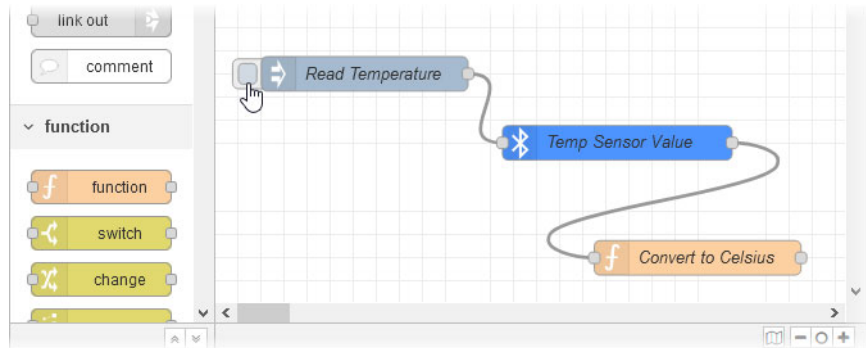 link out
comment
function
function
switch
change
Read Temperature
Temp Sensor Value
Convert to Celsius